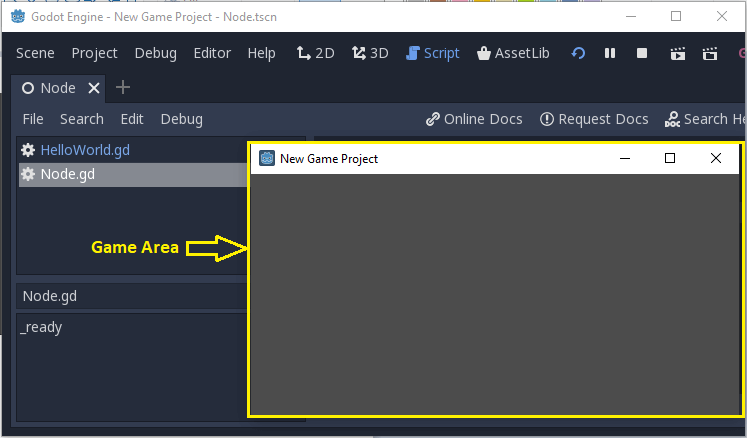 Godot Engine - New Game Project - Node.tscn
Scene Project Debug Editor Help 2D 3D Script AssetLib
Node
File Search Edit Debug Online Docs Request Docs Search He
HelloWorld.gd
New Game Project
Node.gd
Game Area
Node.gd
_ready